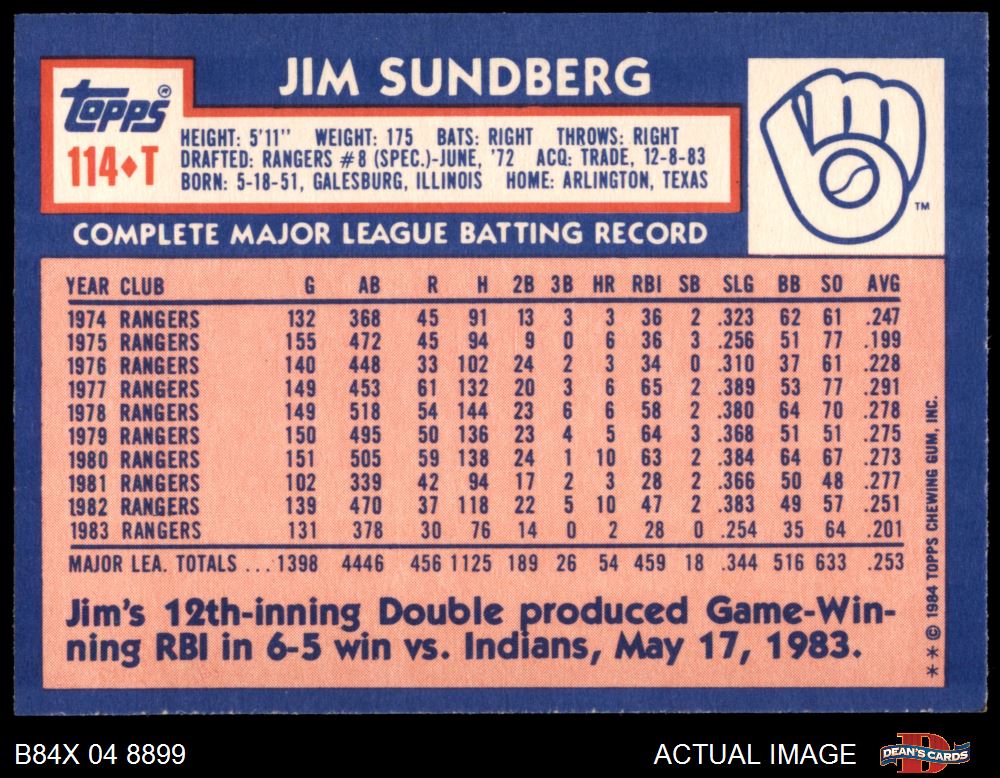 JIM SUNDBERG
topps®
114♦T
HEIGHT: 5'11" WEIGHT: 175 BATS: RIGHT THROWS: RIGHT
DRAFTED: RANGERS #8 (SPEC.)-JUNE, '72 ACQ: TRADE, 12-8-83
BORN: 5-18-51, GALESBURG, ILLINOIS HOME: ARLINGTON, TEXAS
TM
COMPLETE MAJOR LEAGUE BATTING RECORD
YEAR CLUB G AB R H 2B 3B HR RBI SB SLG BB SO AVG
1974 RANGERS 132 368 45 91 13 3 3 36 2 .323 62 61 .247
1975 RANGERS 155 472 45 94 9 0 6 36 3 .256 51 77 .199
1976 RANGERS 140 448 33 102 24 2 3 34 0 .310 37 61 .228
1977 RANGERS 149 453 61 132 20 3 6 65 2 .389 53 77 .291
1978 RANGERS 149 518 54 144 23 6 6 58 2 .380 64 70 .278
1979 RANGERS 150 495 50 136 23 4 5 64 3 .368 51 51 .275
1980 RANGERS 151 505 59 138 24 1 10 63 2 .384 64 67 .273
1981 RANGERS 102 339 42 94 17 2 3 28 2 .366 50 48 .277
1982 RANGERS 139 470 37 118 22 5 10 47 2 .383 49 57 .251
1983 RANGERS 131 378 30 76 14 0 2 28 0 .254 35 64 .201
MAJOR LEA. TOTALS ...1398 4446 456 1125 189 26 54 459 18 .344 516 633 .253
Jim's 12th-inning Double produced Game-Win-
ning RBI in 6-5 win vs. Indians, May 17, 1983.
**© 1984 TOPPS CHEWING GUM, INC.
B84X 04 8899
ACTUAL IMAGE
DEAN'S CARDS